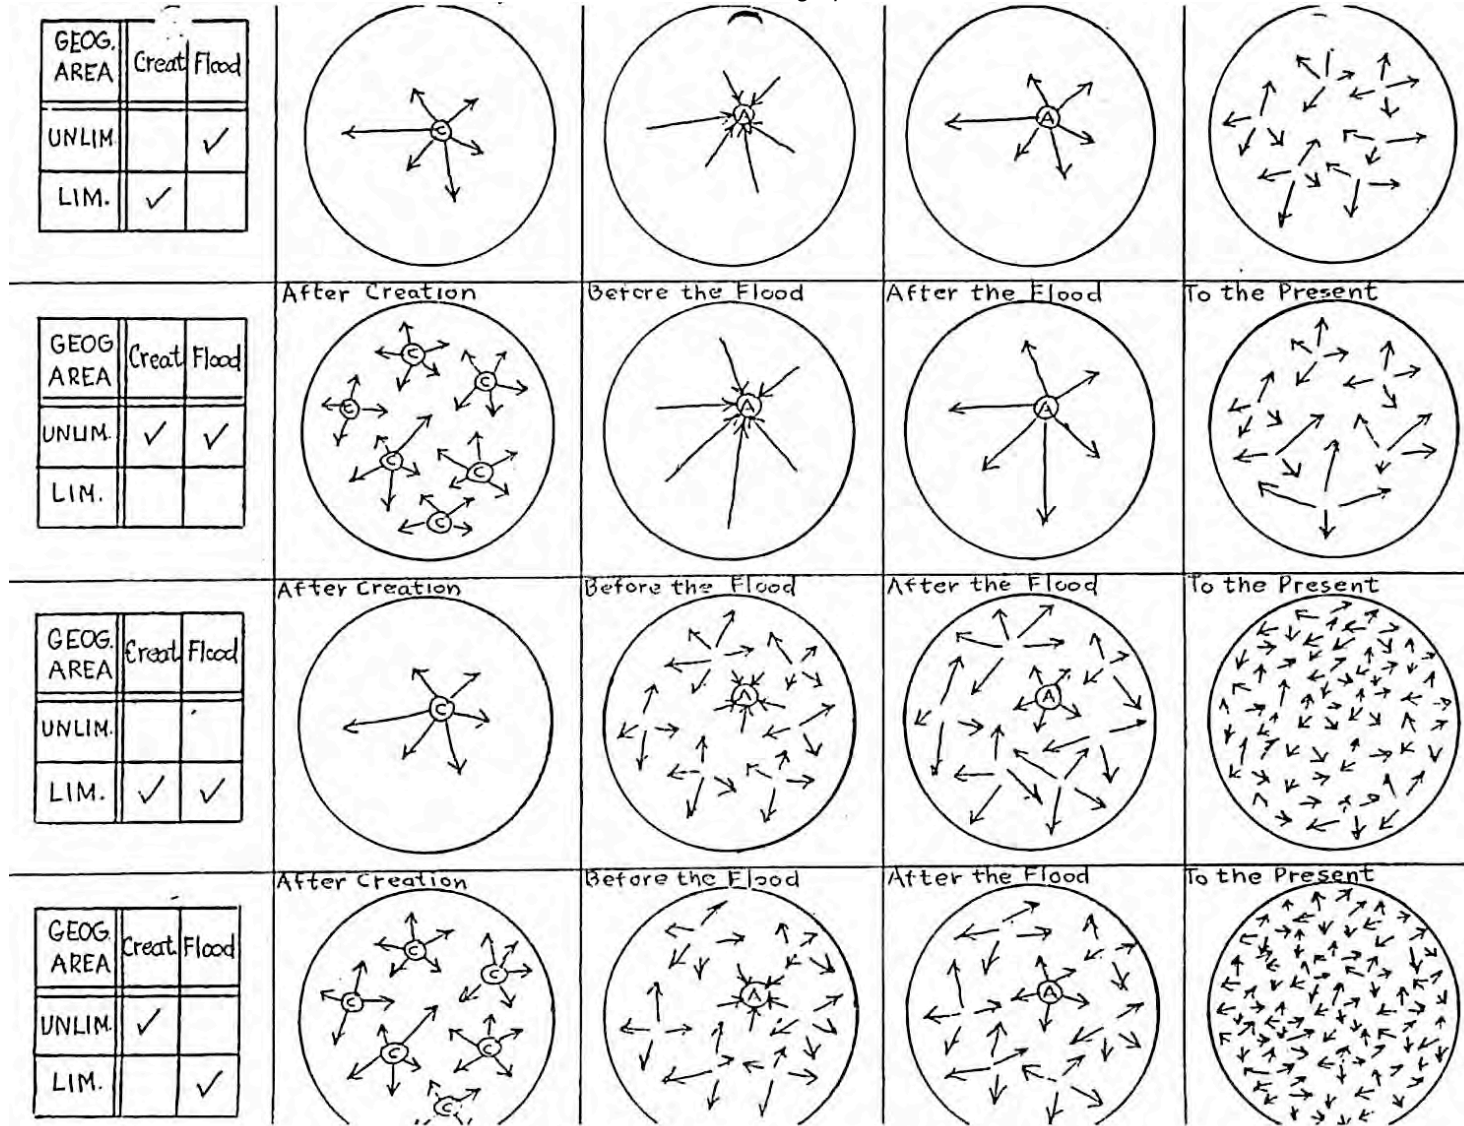 GEOG.
AREA
Creat
Flood
UNLIM.
✓
LIM.
✓
C
A
A
After Creation
Before the Flood
After the Flood
To the Present
GEOG
AREA
Creat
Flood
UNLIM.
✓
✓
LIM.
C
C
C
C
C
C
A
A
After Creation
Before the Flood
After the Flood
To the Present
GEOG.
AREA
Creat
Flood
UNLIM.
LIM.
✓
✓
C
A
A
After Creation
Before the Flood
After the Flood
To the Present
GEOG.
AREA
Creat.
Flood
UNLIM.
✓
LIM.
✓
C
C
C
C
C
C
A
A